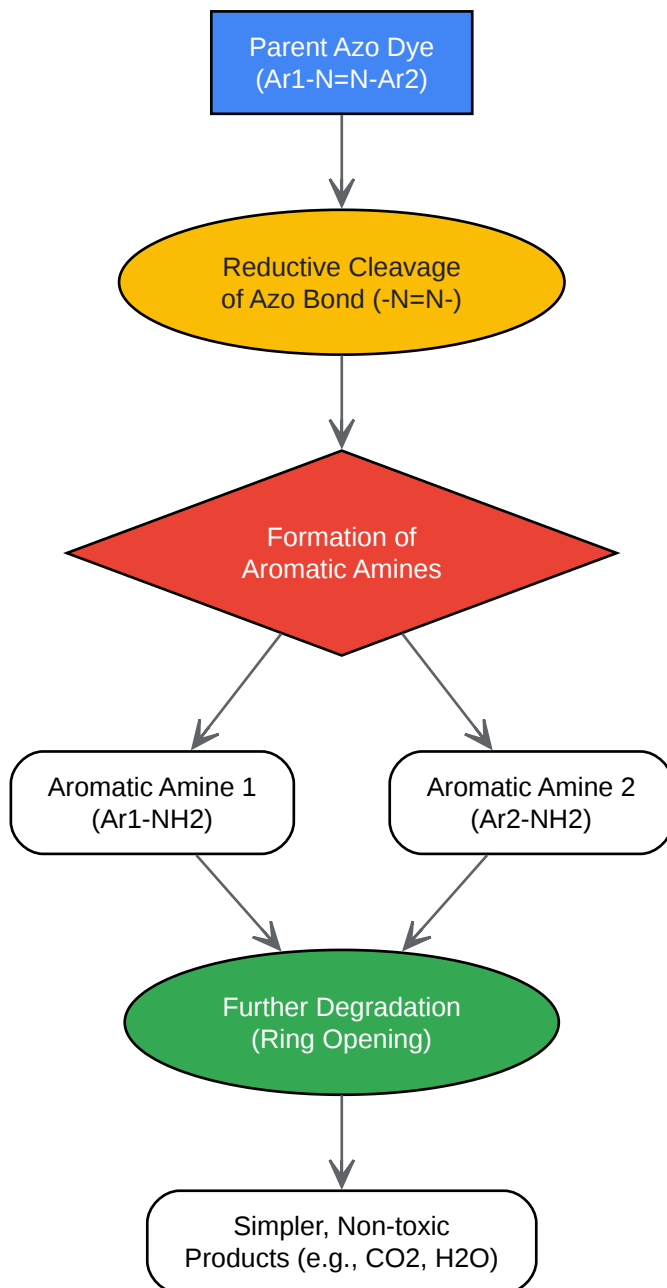 Parent Azo Dye
(Ar1-N=N-Ar2)
Reductive Cleavage
of Azo Bond (-N=N-)
Formation of
Aromatic Amines
Aromatic Amine 1
(Ar1-NH2)
Aromatic Amine 2
(Ar2-NH2)
Further Degradation
(Ring Opening)
Simpler, Non-toxic
Products (e.g., CO2, H2O)